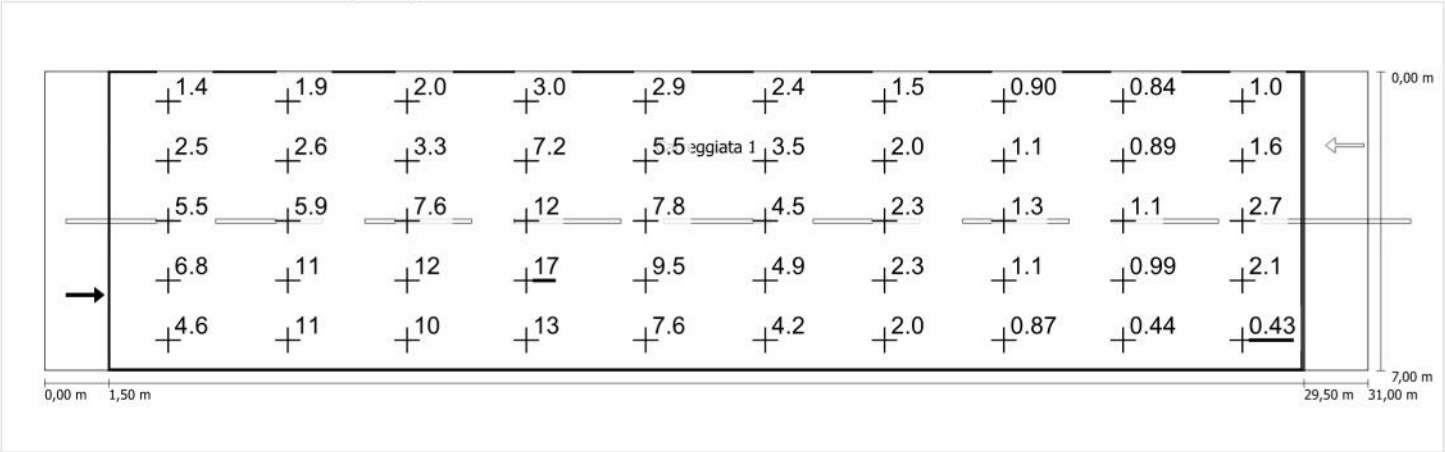 1.4 1.9 2.0 3.0 2.9 2.4 1.5 0.90 0.84 1.0
0,00 m
2.5 2.6 3.3 7.2 5.5 eggiata 1 3.5 2.0 1.1 0.89 1.6
5.5 5.9 7.6 12 7.8 4.5 2.3 1.3 1.1 2.7
6.8 11 12 17 9.5 4.9 2.3 1.1 0.99 2.1
4.6 11 10 13 7.6 4.2 2.0 0.87 0.44 0.43
7,00 m
0,00 m 1,50 m 29,50 m 31,00 m